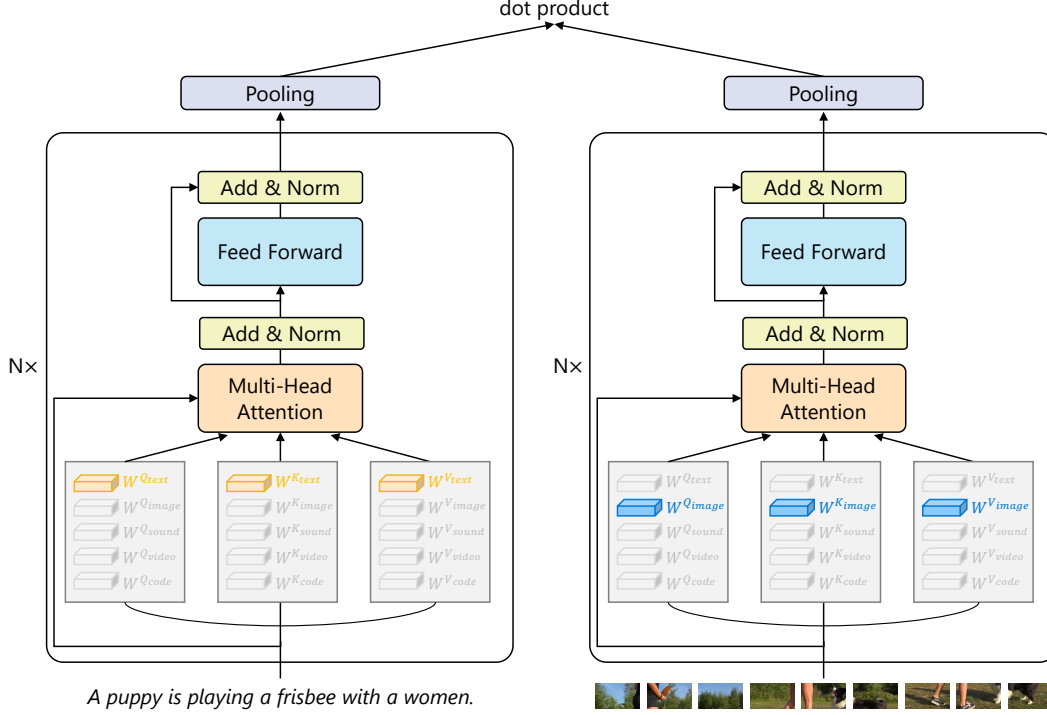 dot product
Pooling
Pooling
Add & Norm
Add & Norm
Feed Forward
Feed Forward
Add & Norm
Add & Norm
N×
N×
Multi-Head
Attention
Multi-Head
Attention
W^Q_text
W^K_text
W^V_text
W^Q_image
W^K_image
W^V_image
W^Q_sound
W^K_sound
W^V_sound
W^Q_video
W^K_video
W^V_video
W^Q_code
W^K_code
W^V_code
W^Q_text
W^K_text
W^V_text
W^Q_image
W^K_image
W^V_image
W^Q_sound
W^K_sound
W^V_sound
W^Q_video
W^K_video
W^V_video
W^Q_code
W^K_code
W^V_code
A puppy is playing a frisbee with a women.